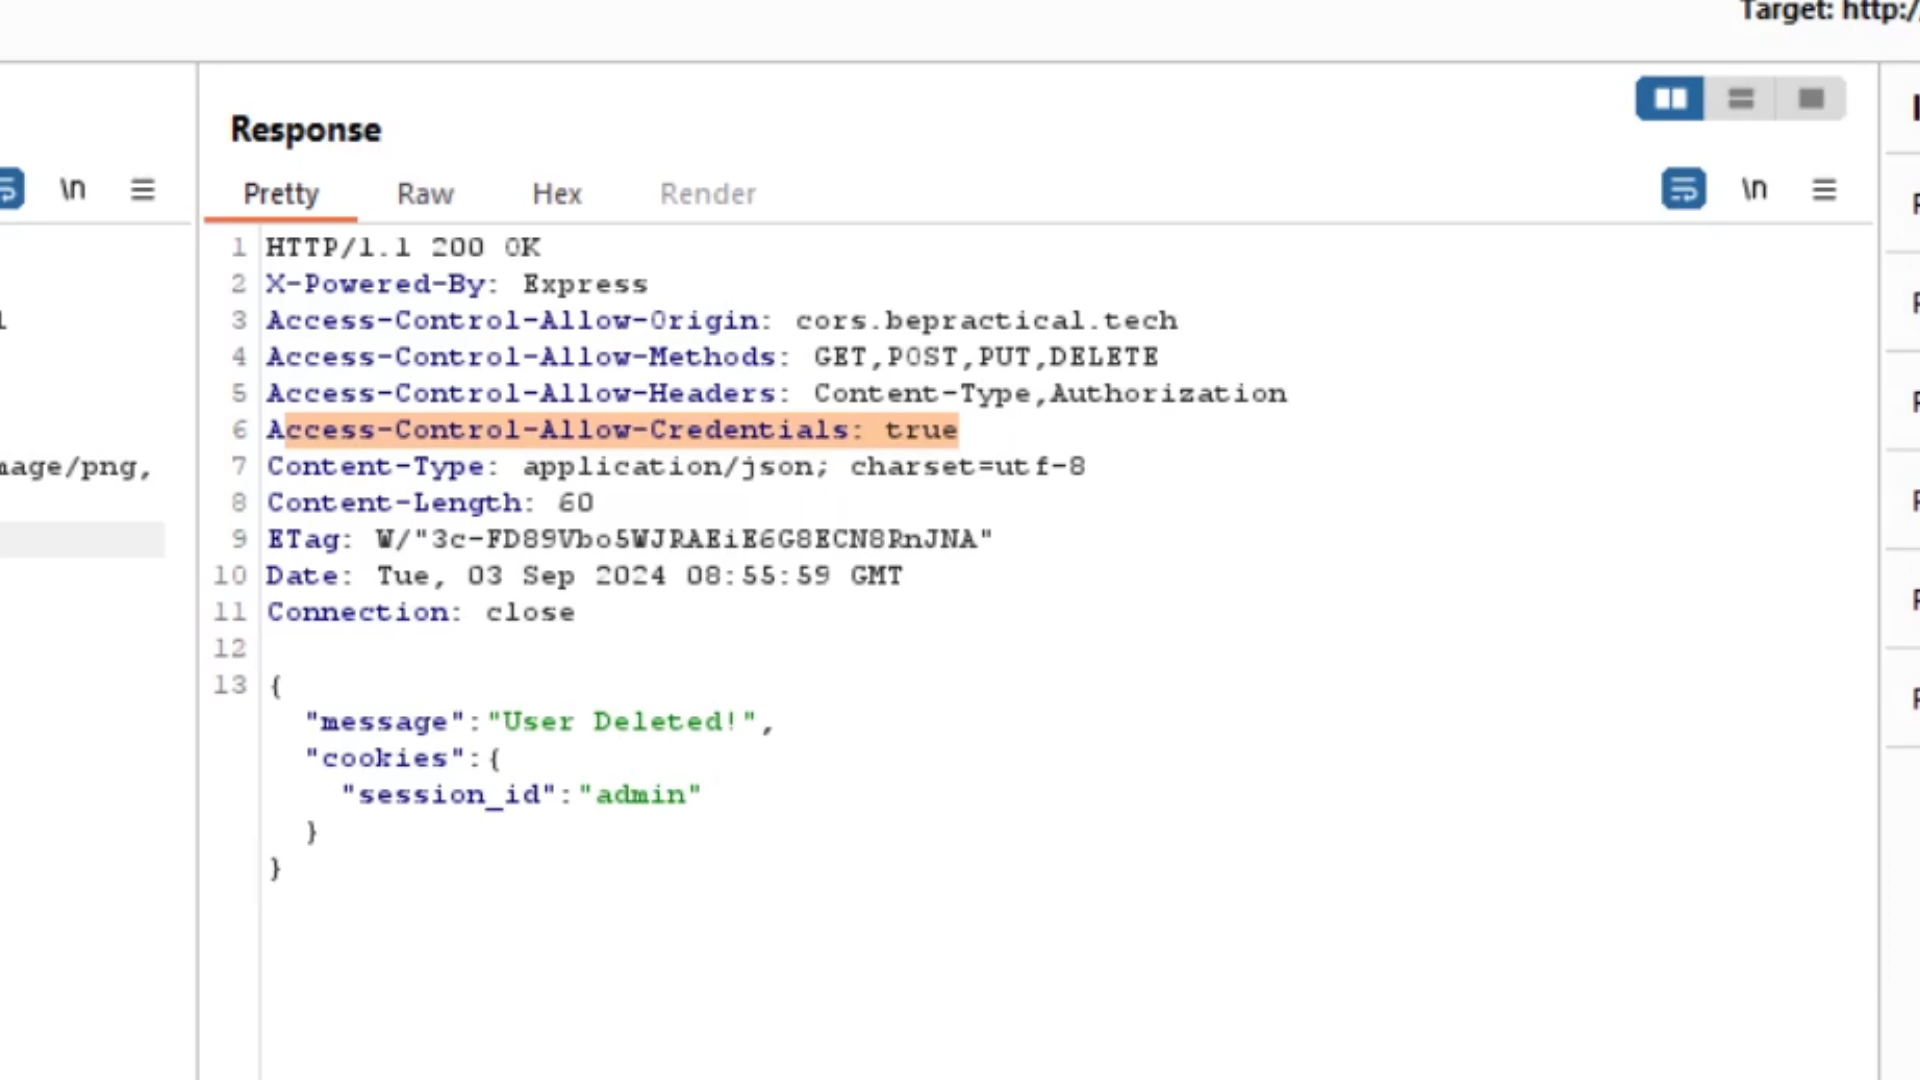 Target: http:/
Response
\n
Pretty Raw Hex Render \n
1 HTTP/1.1 200 OK
2 X-Powered-By: Express
3 Access-Control-Allow-Origin: cors.bepractical.tech
4 Access-Control-Allow-Methods: GET,POST,PUT,DELETE
5 Access-Control-Allow-Headers: Content-Type,Authorization
6 Access-Control-Allow-Credentials: true
mage/png,
7 Content-Type: application/json; charset=utf-8
8 Content-Length: 60
9 ETag: W/"3c-FD89Vbo5WJRAEiE6G8ECN8RnJNA"
10 Date: Tue, 03 Sep 2024 08:55:59 GMT
11 Connection: close
12
13 {
"message":"User Deleted!",
"cookies":{
"session_id":"admin"
}
}